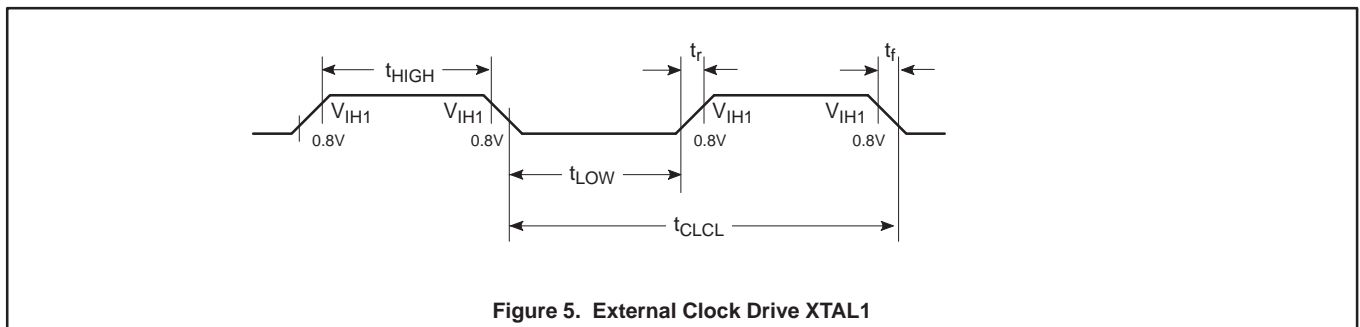 tHIGH tr tf
VIH1 VIH1 VIH1 VIH1
0.8V 0.8V 0.8V 0.8V
tLOW
tCLCL
Figure 5. External Clock Drive XTAL1